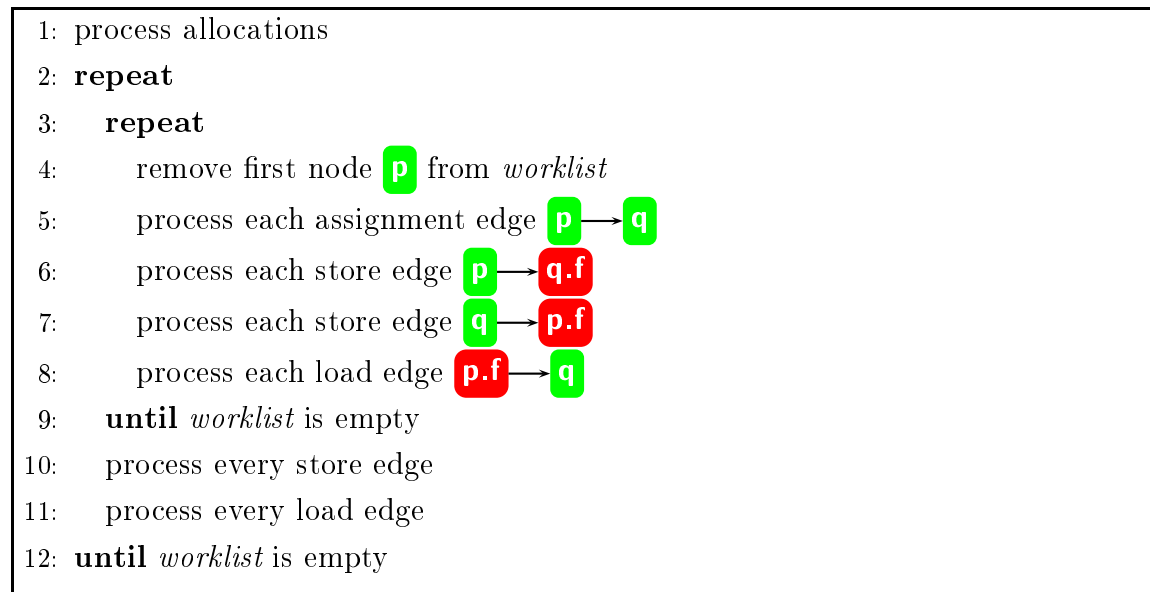 1: process allocations
2: repeat
3: repeat
4: remove first node p from worklist
5: process each assignment edge p → q
6: process each store edge p → q.f
7: process each store edge q → p.f
8: process each load edge p.f → q
9: until worklist is empty
10: process every store edge
11: process every load edge
12: until worklist is empty